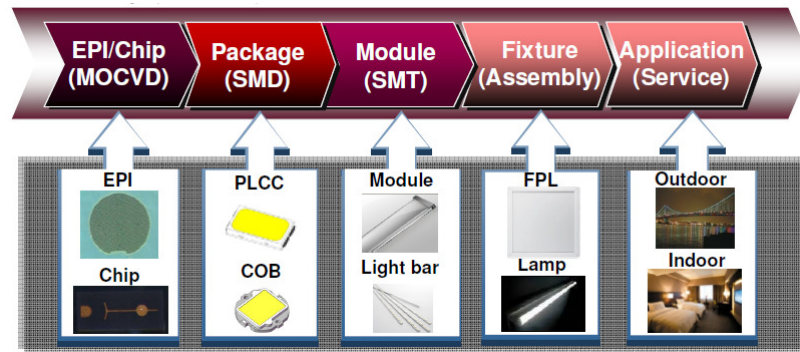 EPI/Chip
(MOCVD)
Package
(SMD)
Module
(SMT)
Fixture
(Assembly)
Application
(Service)
EPI
Chip
PLCC
COB
Module
Light bar
FPL
Lamp
Outdoor
Indoor